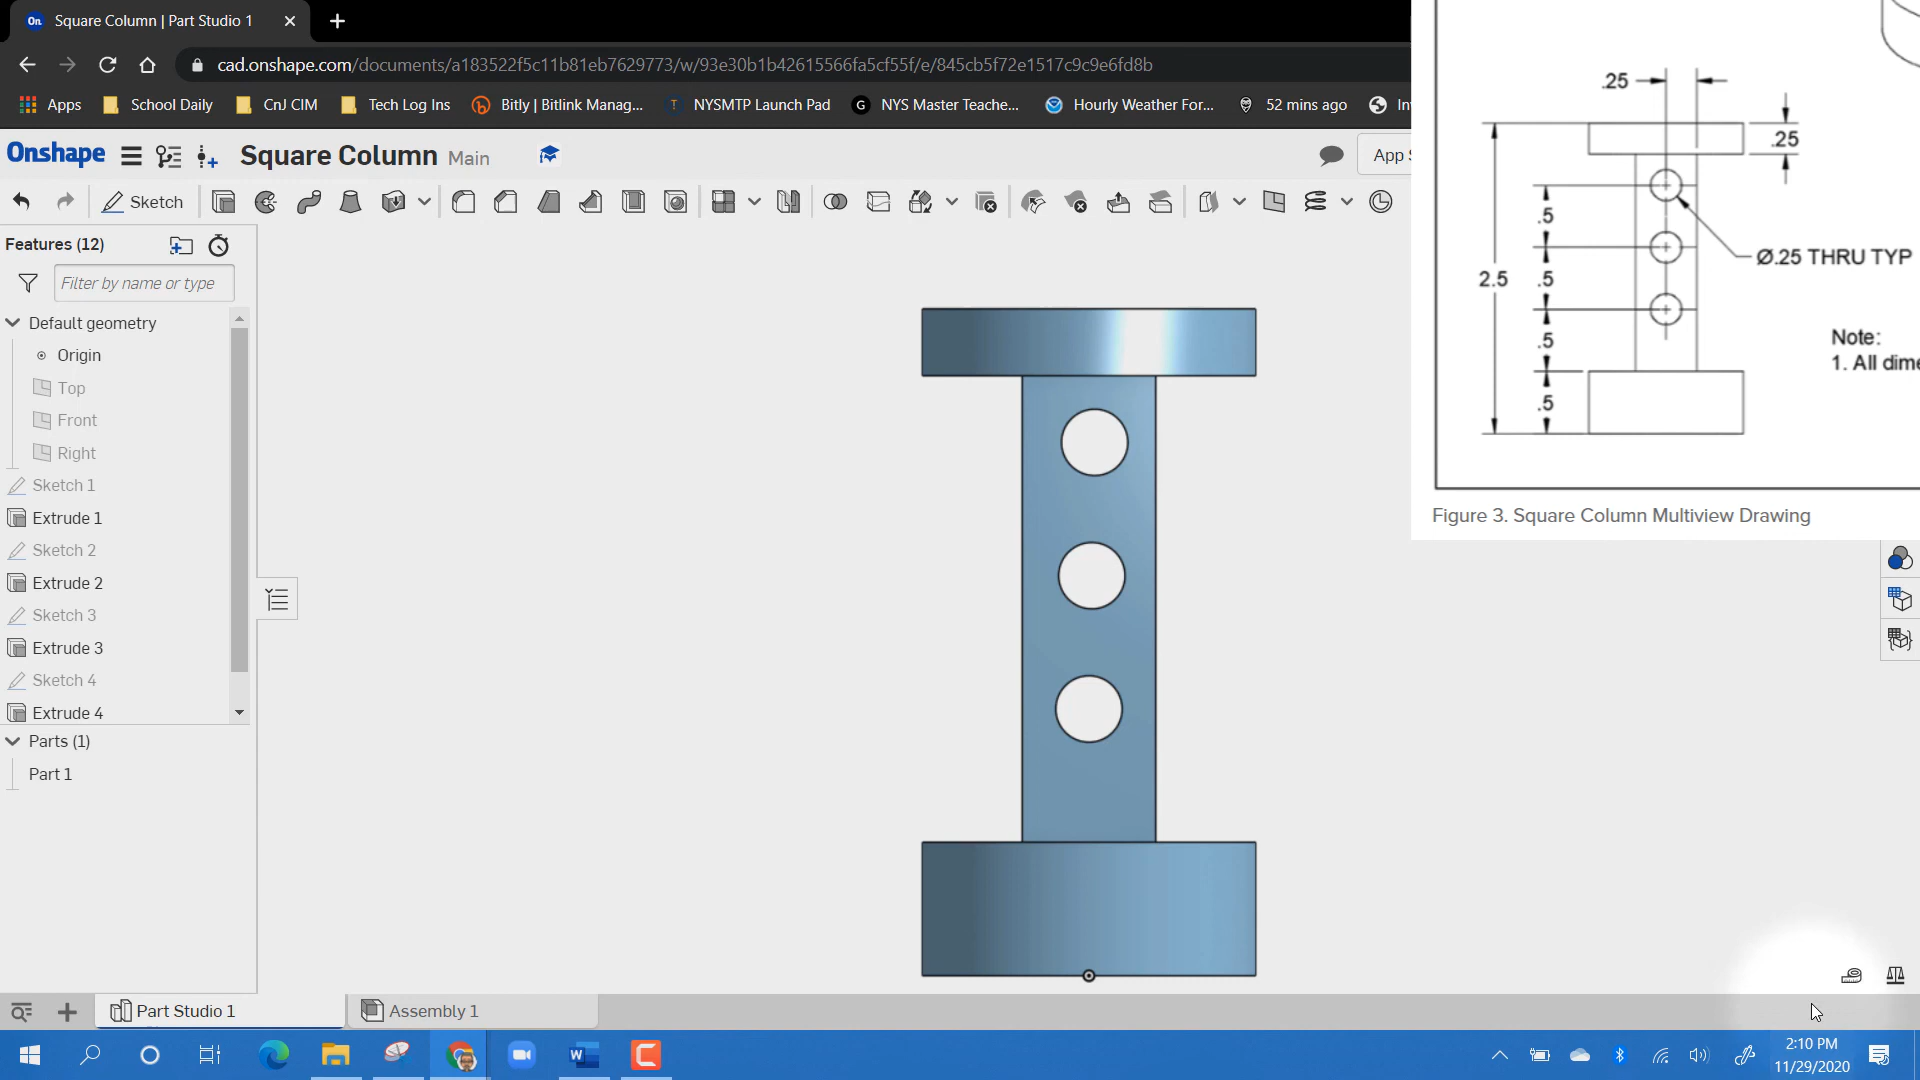 On Square Column | Part Studio 1
cad.onshape.com/documents/a183522f5c11b81eb7629773/w/93e30b1b42615566fa5cf55f/e/845cb5f72e1517c9c9e6fd8b
Apps School Daily CnJ CIM Tech Log Ins Bitly | Bitlink Manag... T NYSMTP Launch Pad G NYS Master Teache... Hourly Weather For... 52 mins ago
Onshape Square Column Main App
Sketch
Features (12)
Filter by name or type
Default geometry
Origin
Top
Front
Right
Sketch 1
Extrude 1
Sketch 2
Extrude 2
Sketch 3
Extrude 3
Sketch 4
Extrude 4
Parts (1)
Part 1
.25
.25
.5
Ø.25 THRU TYP
2.5
.5
.5
Note:
1. All dime
.5
Figure 3. Square Column Multiview Drawing
Part Studio 1
Assembly 1
2:10 PM
11/29/2020